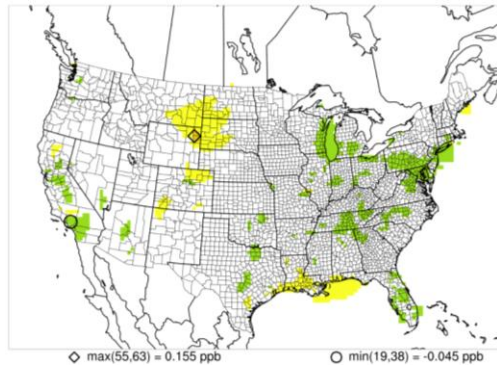 max(55,63) = 0.155 ppb
min(19,38) = -0.045 ppb